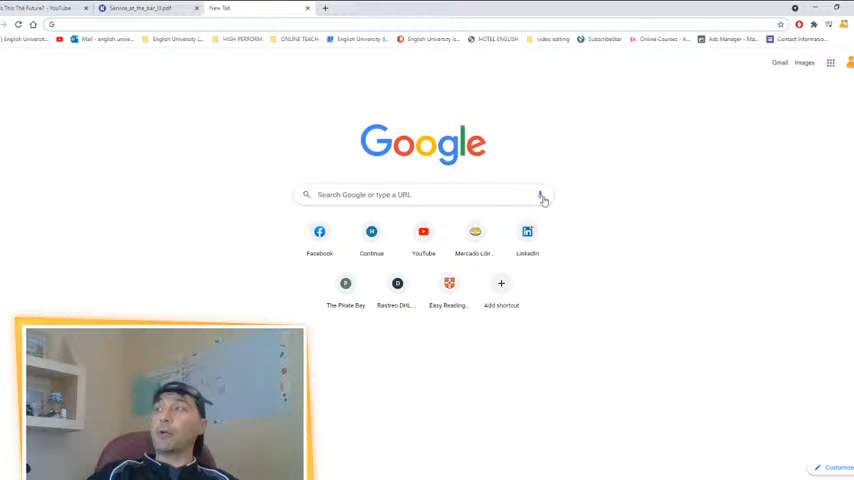 s This The Future? - YouTube
Service_at_the_bar_(I).pdf
New Tab
Mail - english unive...
English University L...
HIGH PERFORM...
ONLINE TEACH
English University (I...
English University is...
HOTEL ENGLISH
video editing
SubscribeStar
Online Courses - A...
Ads Manager - Ma...
Contact Informatio...
Gmail Images
Google
Search Google or type a URL
Facebook Continue YouTube Mercado Libr... LinkedIn
The Pirate Bay Rastreo DHL ... Easy Reading... Add shortcut
Customize